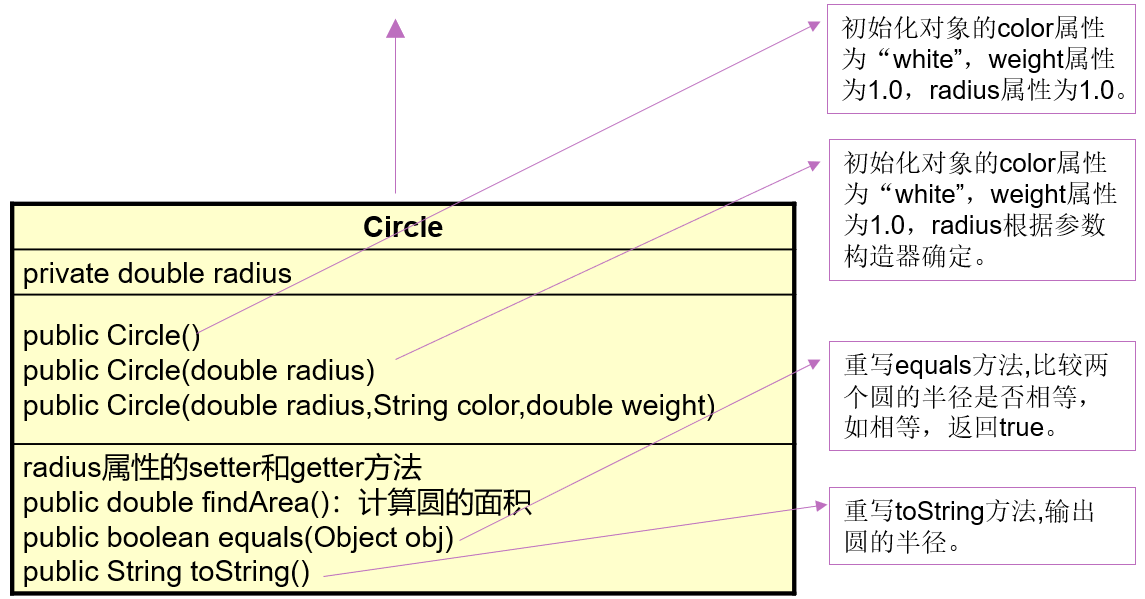 Circle
private double radius
public Circle()
public Circle(double radius)
public Circle(double radius,String color,double weight)
radius属性的setter和getter方法
public double findArea()：计算圆的面积
public boolean equals(Object obj)
public String toString()
初始化对象的color属性
为“white”，weight属性
为1.0，radius属性为1.0。
初始化对象的color属性
为“white”，weight属性
为1.0，radius根据参数
构造器确定。
重写equals方法,比较两
个圆的半径是否相等，
如相等，返回true。
重写toString方法,输出
圆的半径。